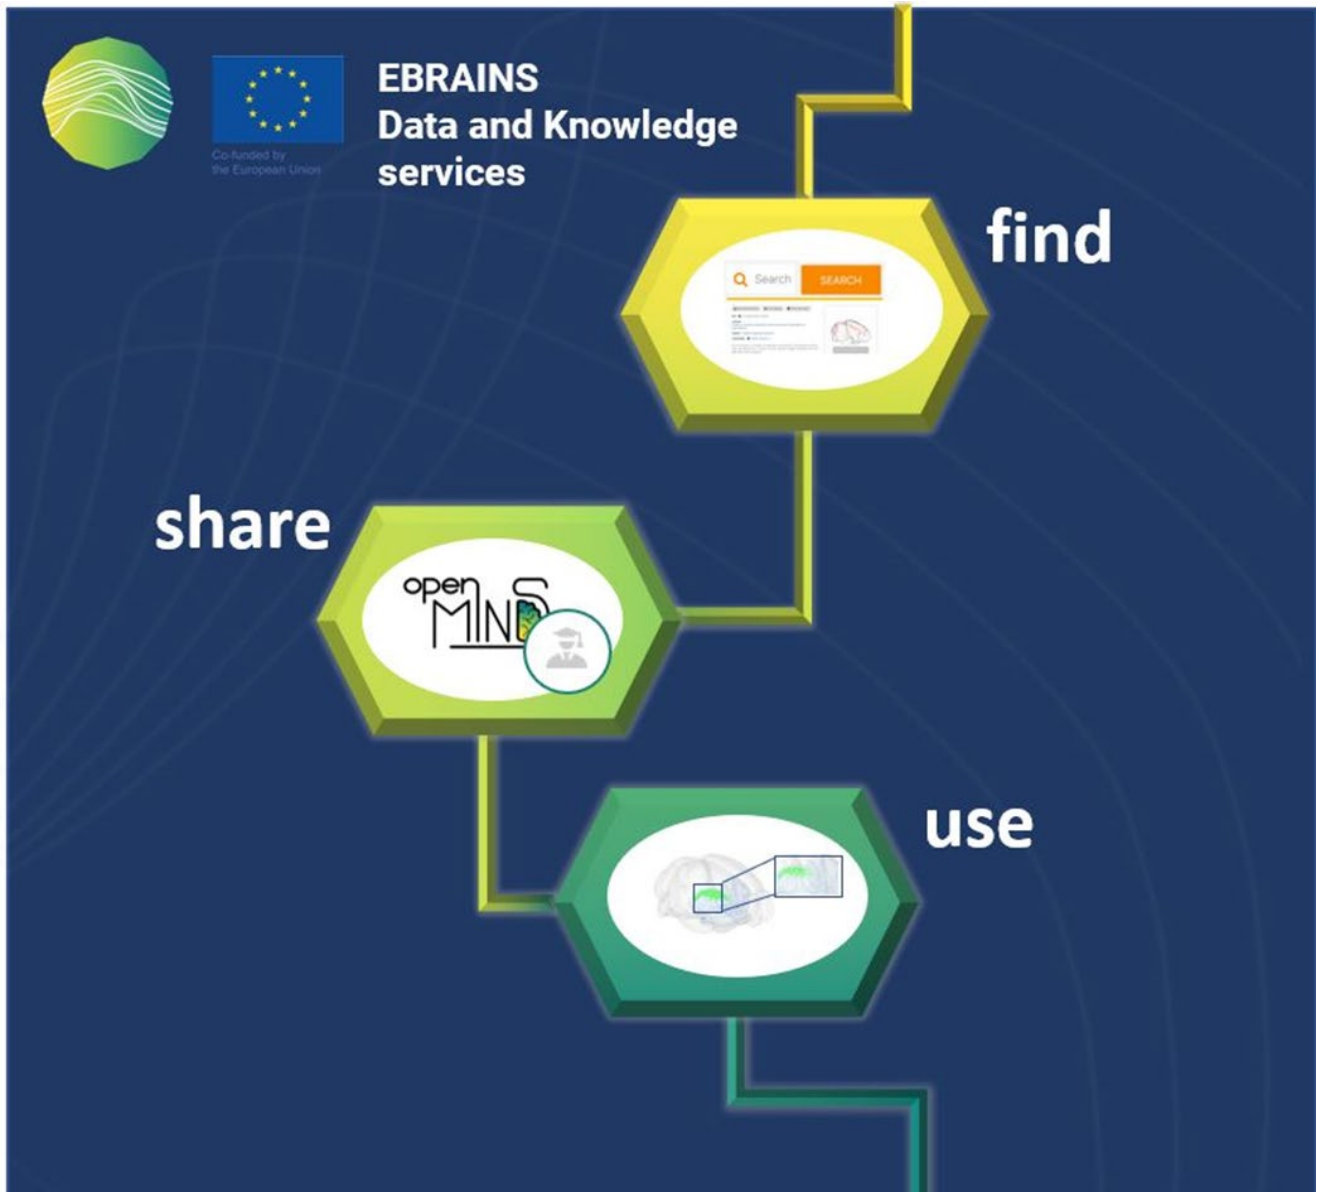 EBRAINS
Data and Knowledge
services
Co-funded by
the European Union
find
Search
SEARCH
share
open
MINDS
use